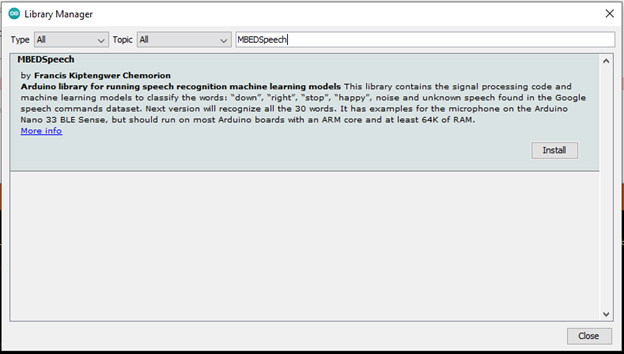 Library Manager
Type All Topic All MBEDSpeech
MBEDSpeech
by Francis Kiptengwer Chemorion
Arduino library for running speech recognition machine learning models This library contains the signal processing code and
machine learning models to classify the words: "down", "right", "stop", "happy", noise and unknown speech found in the Google
speech commands dataset. Next version will recognize all the 30 words. It has examples for the microphone on the Arduino
Nano 33 BLE Sense, but should run on most Arduino boards with an ARM core and at least 64K of RAM.
More info
Install
Close